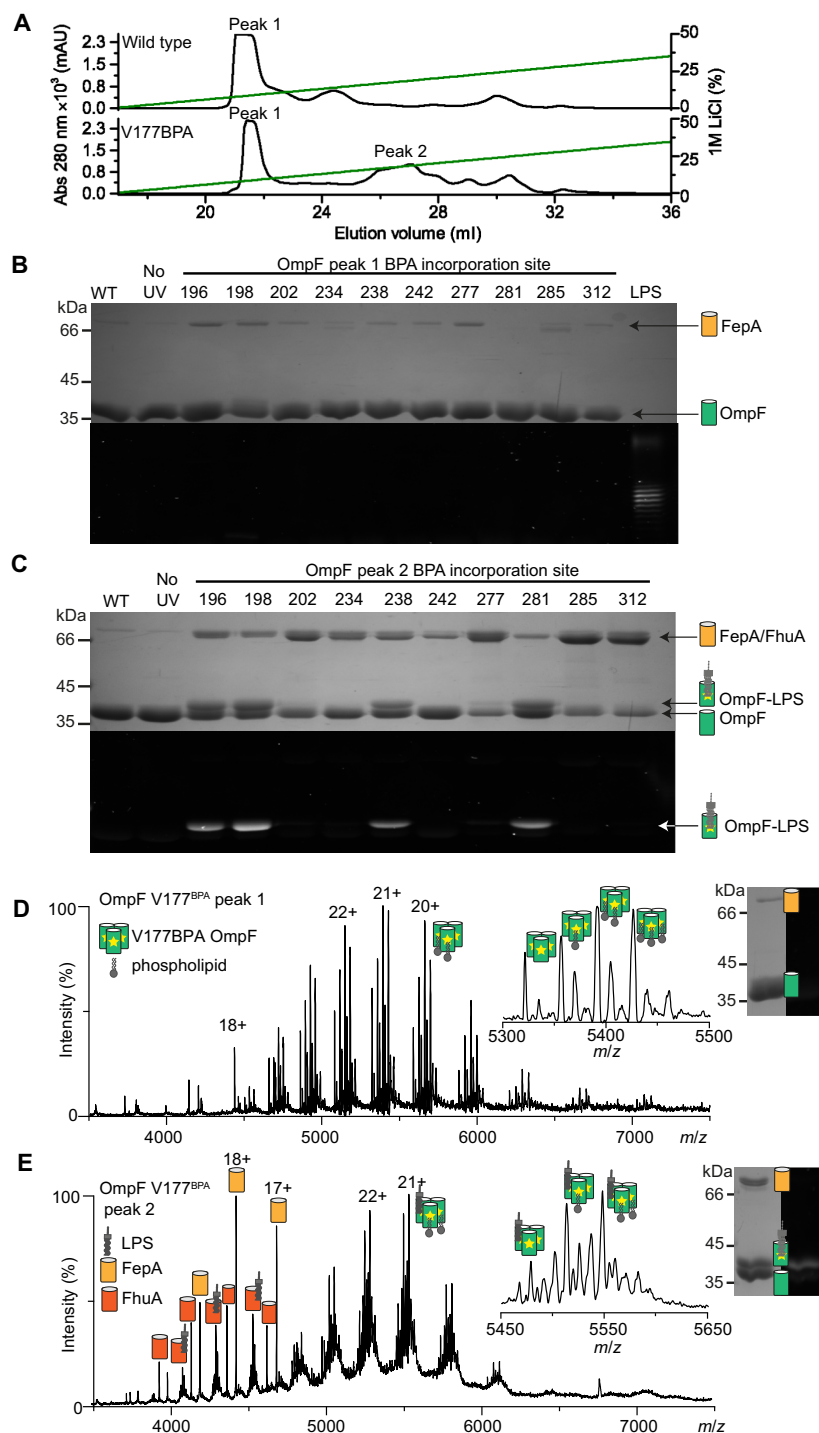 A
Peak 1
Wild type
2.3
1.5
0.8
0.0
50
25
0
V177BPA
Peak 1
Peak 2
2.3
1.5
0.8
0.0
50
25
0
Abs 280 nm ×10³ (mAU)
1M LiCl (%)
20 24 28 32 36
Elution volume (ml)
B
OmpF peak 1 BPA incorporation site
WT No UV 196 198 202 234 238 242 277 281 285 312 LPS
kDa
66
45
35
FepA
OmpF
C
OmpF peak 2 BPA incorporation site
WT No UV 196 198 202 234 238 242 277 281 285 312
kDa
66
45
35
FepA/FhuA
OmpF-LPS
OmpF
OmpF-LPS
D
OmpF V177ᴮᴾᴬ peak 1
V177BPA OmpF
phospholipid
100
0
Intensity (%)
18+
22+
21+
20+
4000 5000 6000 7000 m/z
5300 5400 5500
m/z
kDa
66
45
35
E
OmpF V177ᴮᴾᴬ
peak 2
LPS
FepA
FhuA
100
0
Intensity (%)
18+
17+
22+
21+
4000 5000 6000 7000 m/z
5450 5550 5650
m/z
kDa
66
45
35